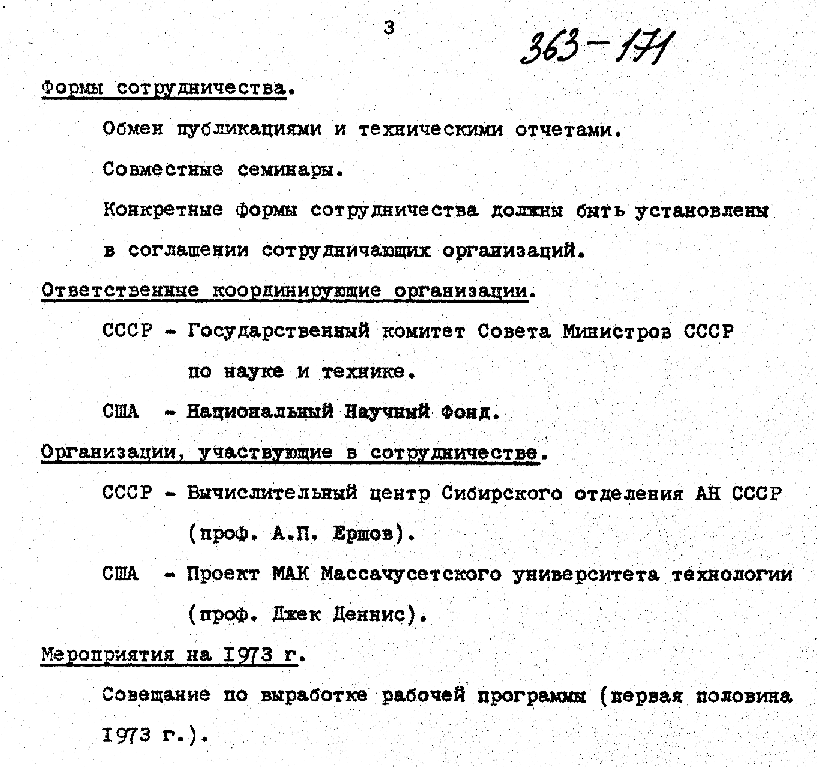 3
363-171
Формы сотрудничества.
Обмен публикациями и техническими отчетами.
Совместные семинары.
Конкретные формы сотрудничества должны быть установлены
в соглашении сотрудничающих организаций.
Ответственные координирующие организации.
СССР - Государственный комитет Совета Министров СССР
по науке и технике.
США - Национальный Научный Фонд.
Организации, участвующие в сотрудничестве.
СССР - Вычислительный центр Сибирского отделения АН СССР
(проф. А.П. Ершов).
США - Проект МАК Массачусетского университета технологии
(проф. Джек Деннис).
Мероприятия на 1973 г.
Совещание по выработке рабочей программы (первая половина
1973 г.).